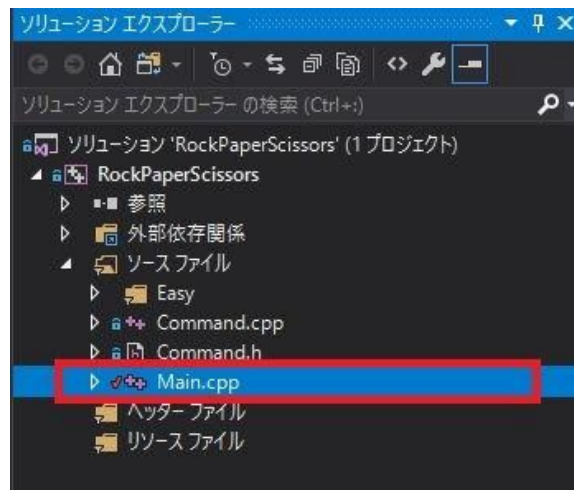 ソリューション エクスプローラー
ソリューション エクスプローラー の検索 (Ctrl+:)
ソリューション 'RockPaperScissors' (1 プロジェクト)
RockPaperScissors
参照
外部依存関係
ソース ファイル
Easy
Command.cpp
Command.h
Main.cpp
ヘッダー ファイル
リソース ファイル